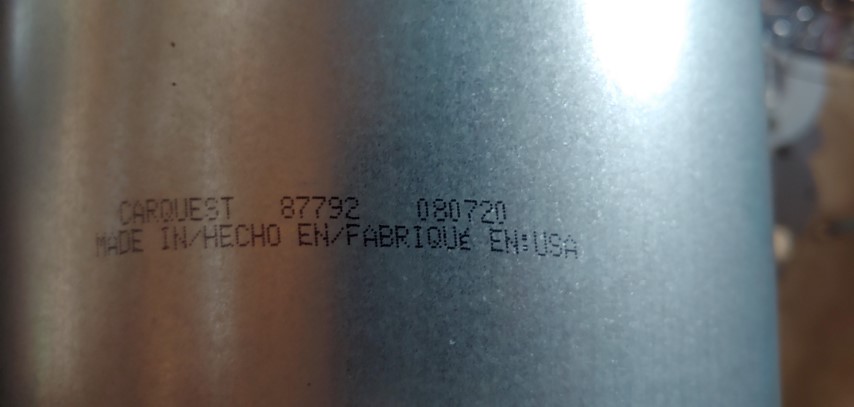 CARQUEST 87792 080720
MADE IN/HECHO EN/FABRIQUÉ EN:USA